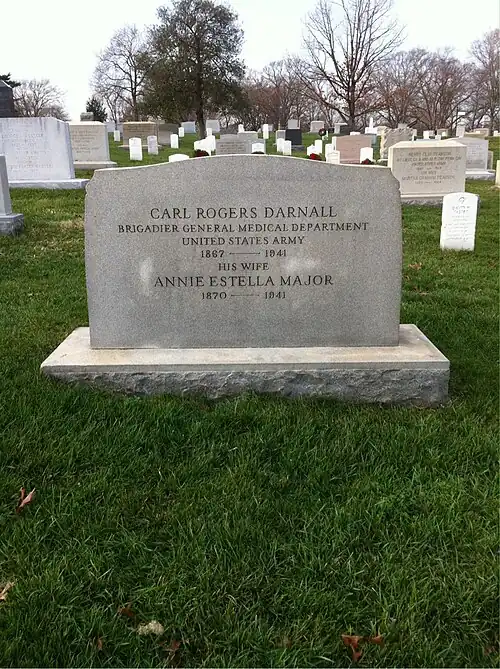 CARL ROGERS DARNALL
BRIGADIER GENERAL MEDICAL DEPARTMENT
UNITED STATES ARMY
1867 — 1941
HIS WIFE
ANNIE ESTELLA MAJOR
1870 — 1941